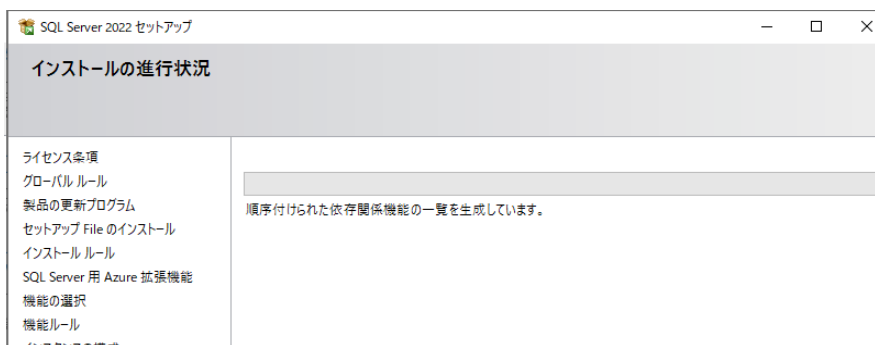 SQL Server 2022 セットアップ
インストールの進行状況
ライセンス条項
グローバル ルール
製品の更新プログラム
セットアップ File のインストール
インストール ルール
SQL Server 用 Azure 拡張機能
機能の選択
機能ルール
順序付けられた依存関係機能の一覧を生成しています。